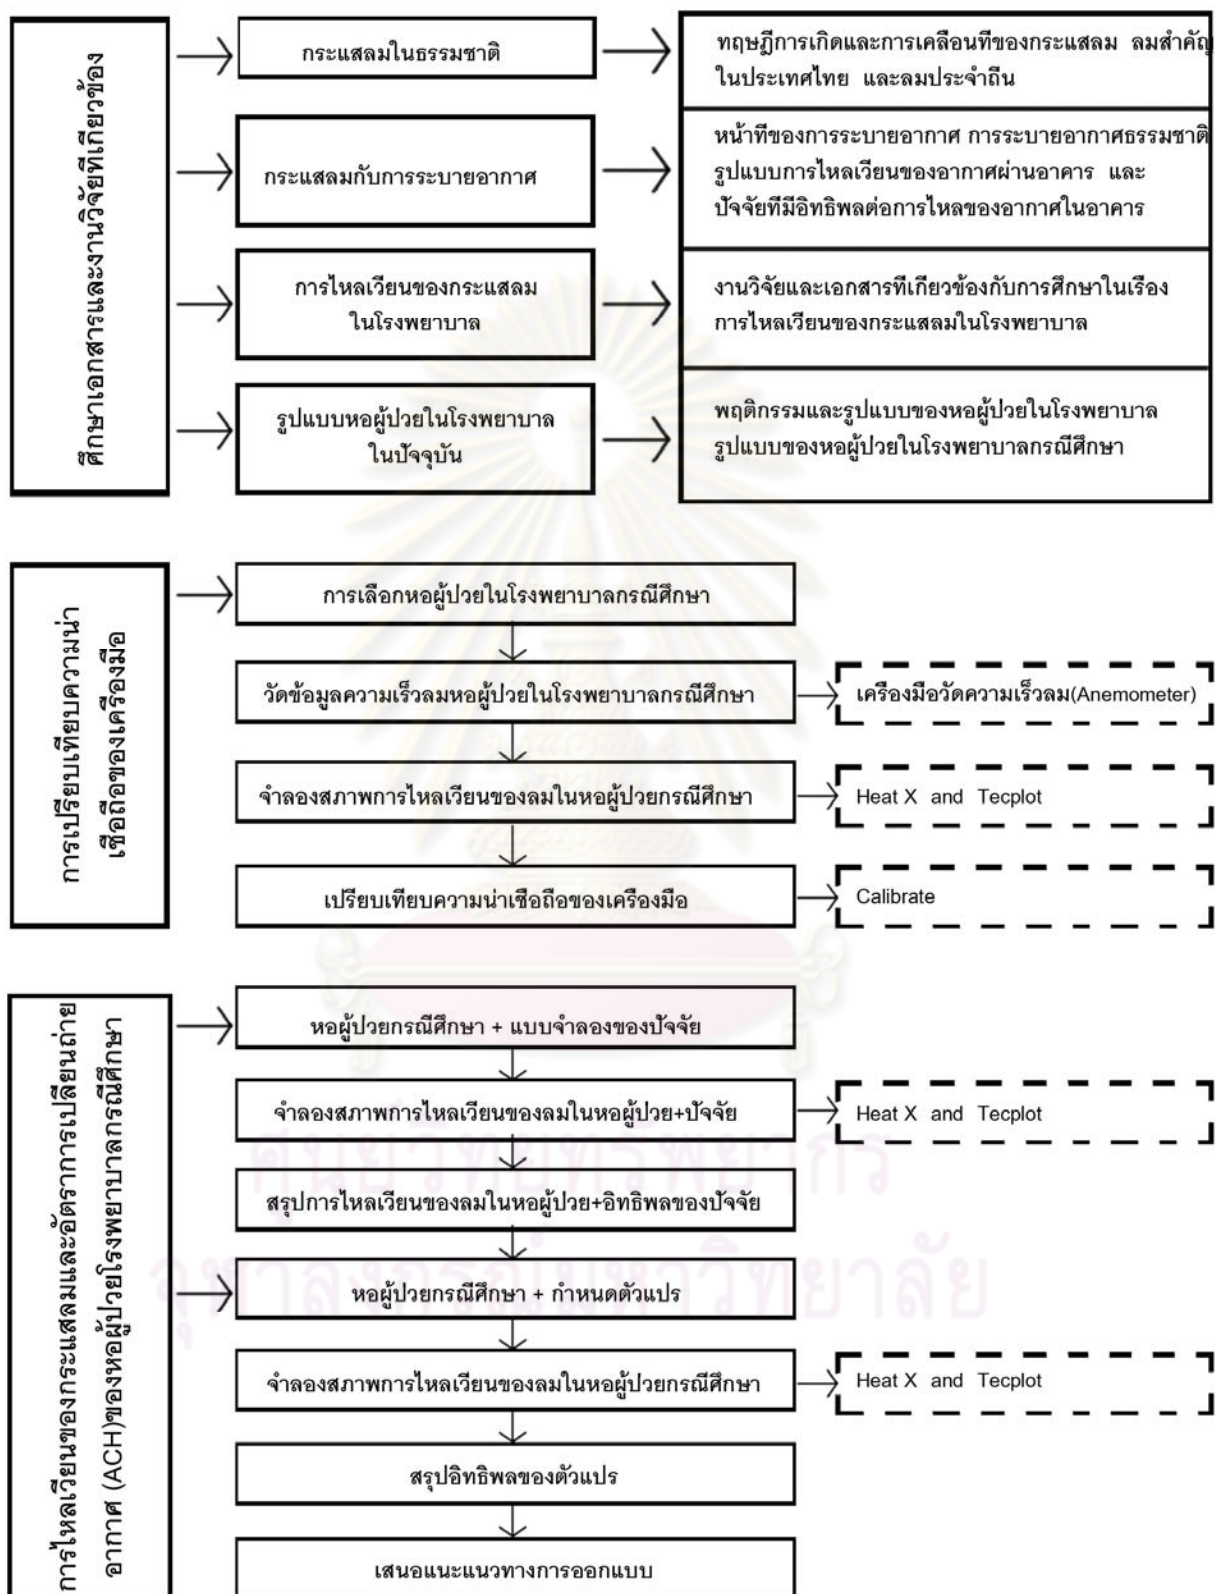 ศึกษาเอกสารและงานวิจัยที่เกี่ยวข้อง
กระแสลมในธรรมชาติ
ทฤษฎีการเกิดและการเคลื่อนที่ของกระแสลม ลมสำคัญ
ในประเทศไทย และลมประจำถิ่น
กระแสลมกับการระบายอากาศ
หน้าที่ของการระบายอากาศ การระบายอากาศธรรมชาติ
รูปแบบการไหลเวียนของอากาศผ่านอาคาร และ
ปัจจัยที่มีอิทธิพลต่อการไหลของอากาศในอาคาร
การไหลเวียนของกระแสลม
ในโรงพยาบาล
งานวิจัยและเอกสารที่เกี่ยวข้องกับการศึกษาในเรื่อง
การไหลเวียนของกระแสลมในโรงพยาบาล
รูปแบบหอผู้ป่วยในโรงพยาบาล
ในปัจจุบัน
พฤติกรรมและรูปแบบของหอผู้ป่วยในโรงพยาบาล
รูปแบบของหอผู้ป่วยในโรงพยาบาลกรณีศึกษา
การเปรียบเทียบความน่า
เชื่อถือของเครื่องมือ
การเลือกหอผู้ป่วยในโรงพยาบาลกรณีศึกษา
วัดข้อมูลความเร็วลมหอผู้ป่วยในโรงพยาบาลกรณีศึกษา
เครื่องมือวัดความเร็วลม(Anemometer)
จำลองสภาพการไหลเวียนของลมในหอผู้ป่วยกรณีศึกษา
Heat X and Tecplot
เปรียบเทียบความน่าเชื่อถือของเครื่องมือ
Calibrate
การไหลเวียนของกระแสลมและอัตราการเปลี่ยนถ่าย
อากาศ (ACH)ของหอผู้ป่วยโรงพยาบาลกรณีศึกษา
หอผู้ป่วยกรณีศึกษา + แบบจำลองของปัจจัย
จำลองสภาพการไหลเวียนของลมในหอผู้ป่วย+ปัจจัย
Heat X and Tecplot
สรุปการไหลเวียนของลมในหอผู้ป่วย+อิทธิพลของปัจจัย
หอผู้ป่วยกรณีศึกษา + กำหนดตัวแปร
จำลองสภาพการไหลเวียนของลมในหอผู้ป่วยกรณีศึกษา
Heat X and Tecplot
สรุปอิทธิพลของตัวแปร
เสนอแนะแนวทางการออกแบบ
ศูนย์วิทยทรัพยากร
จุฬาลงกรณ์มหาวิทยาลัย